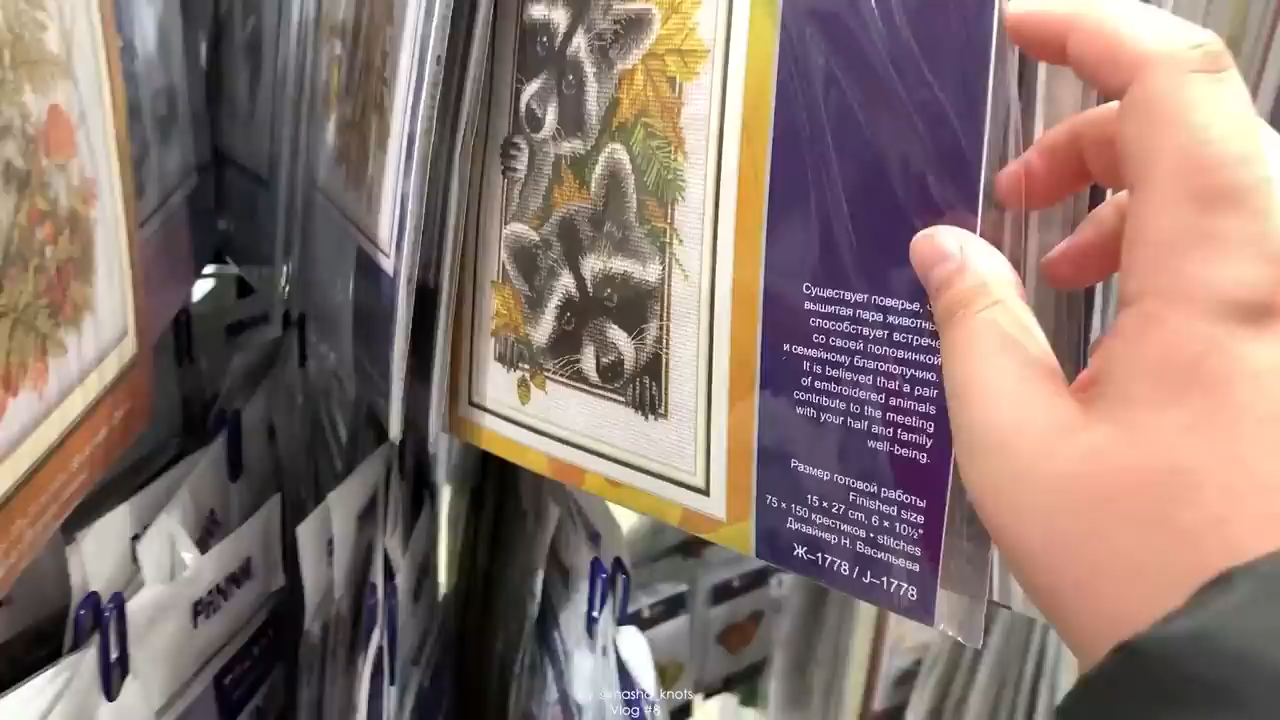 Существует поверье,
вышитая пара
способствует встрече
со своей половинкой
и семейному благополучию.
It is believed that a pair
of embroidered animals
contribute to the meeting
with your half and family
well-being.
Размер готовой работы
Finished size
15 × 27 cm, 6 × 10½"
75 × 150 крестиков • stitches
Дизайнер Н. Васильева
Ж–1778 / J–1778
PANNA
@nasha_knots
Vlog #8